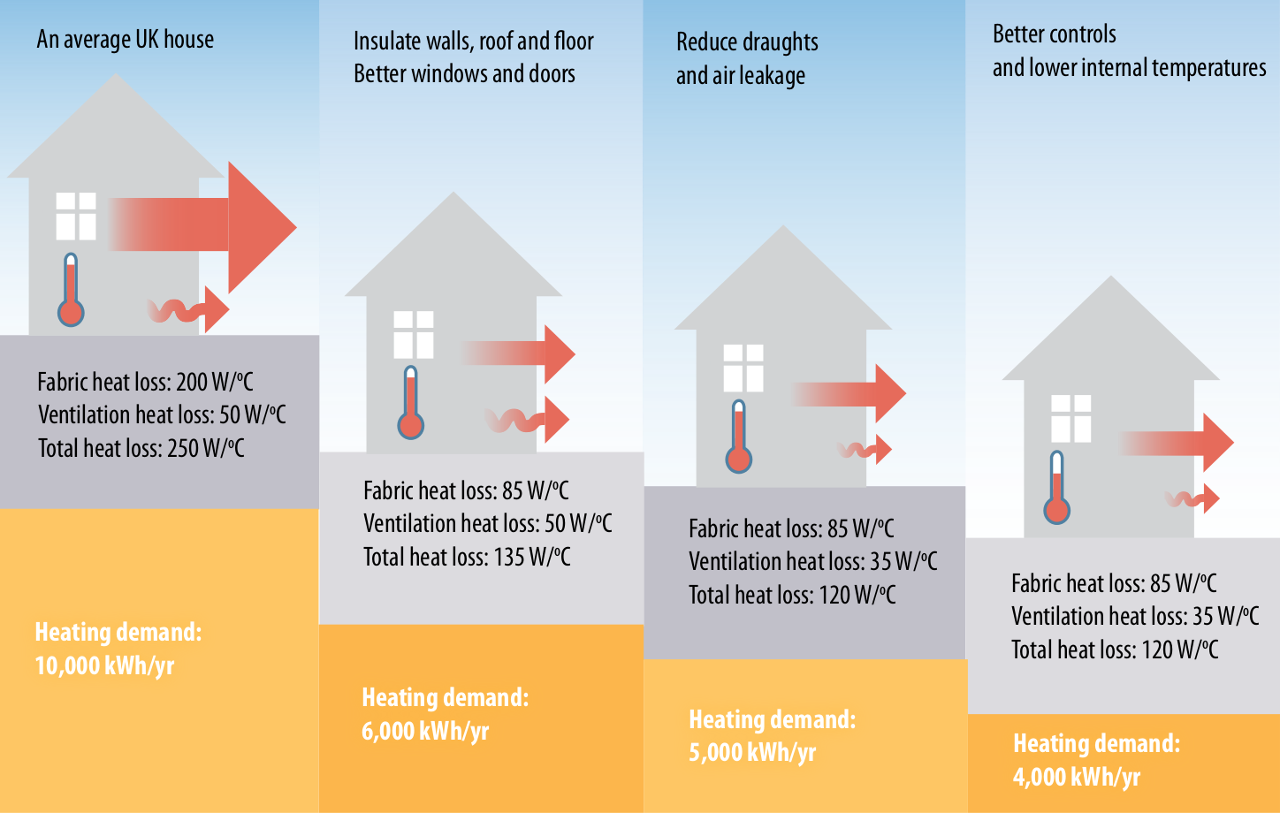 An average UK house
Fabric heat loss: 200 W/ºC
Ventilation heat loss: 50 W/ºC
Total heat loss: 250 W/ºC
Heating demand:
10,000 kWh/yr
Insulate walls, roof and floor
Better windows and doors
Fabric heat loss: 85 W/ºC
Ventilation heat loss: 50 W/ºC
Total heat loss: 135 W/ºC
Heating demand:
6,000 kWh/yr
Reduce draughts
and air leakage
Fabric heat loss: 85 W/ºC
Ventilation heat loss: 35 W/ºC
Total heat loss: 120 W/ºC
Heating demand:
5,000 kWh/yr
Better controls
and lower internal temperatures
Fabric heat loss: 85 W/ºC
Ventilation heat loss: 35 W/ºC
Total heat loss: 120 W/ºC
Heating demand:
4,000 kWh/yr